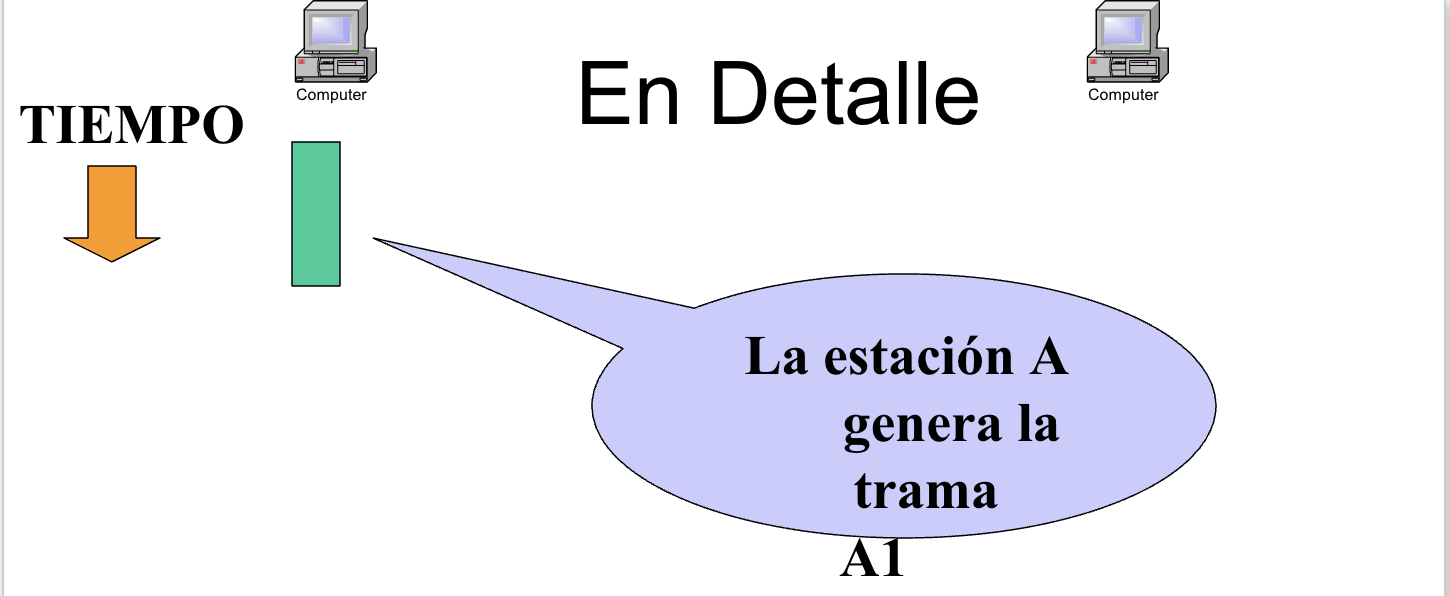 En Detalle
Computer
Computer
TIEMPO
La estación A
genera la
trama
A1